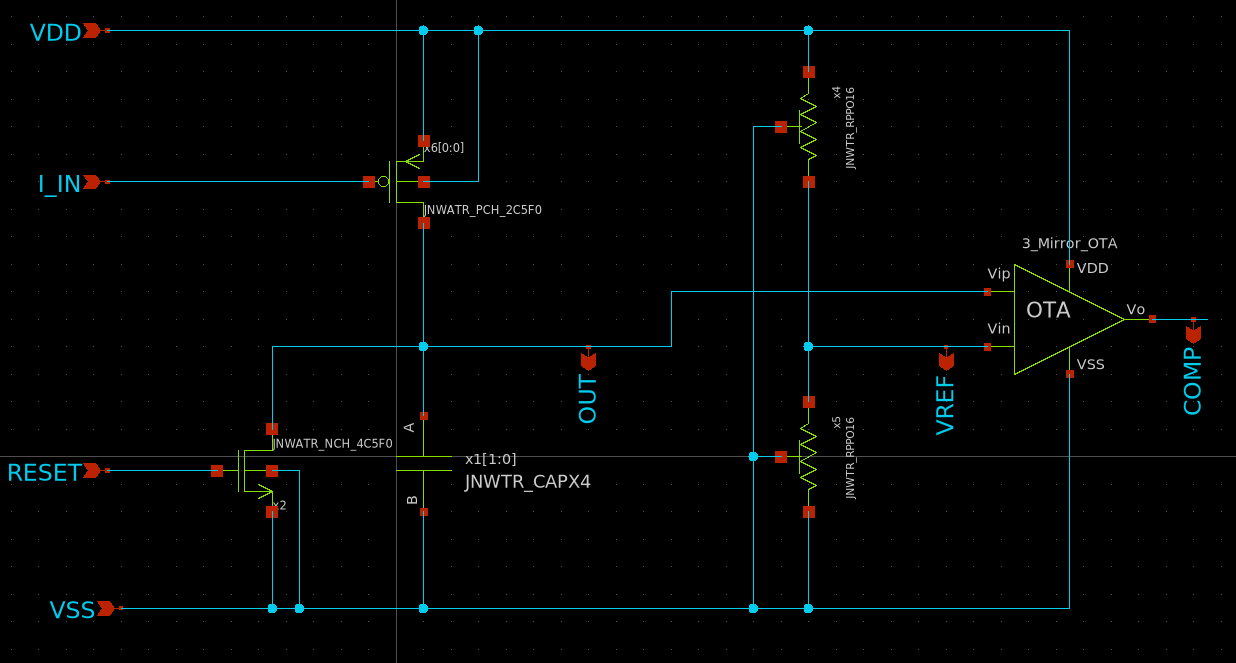 VDD
x4
JNWTR_RPPO16
x6[0:0]
I_IN
JNWATR_PCH_2C5F0
3_Mirror_OTA
VDD
Vip
OTA
Vo
Vin
VSS
OUT
VREF
COMP
A
x5
JNWTR_RPPO16
JNWATR_NCH_4C5F0
x1[1:0]
RESET
JNWTR_CAPX4
B
x2
VSS